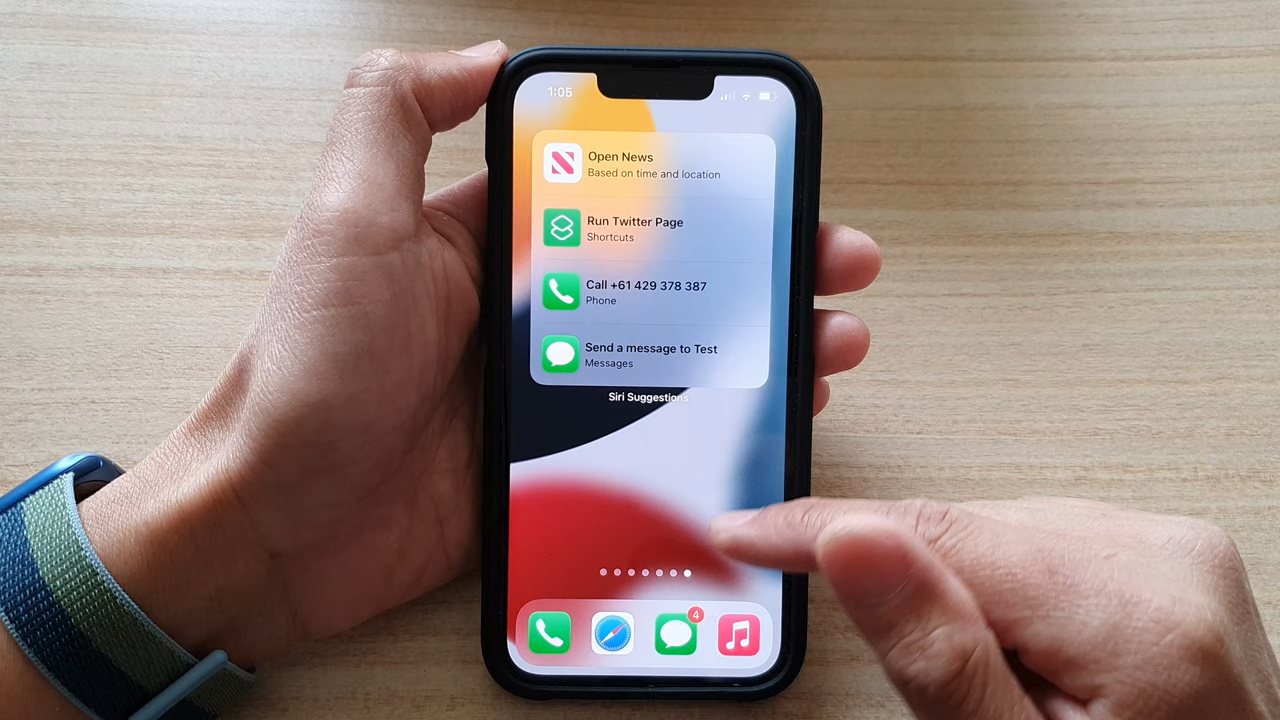 1:05
Open News
Based on time and location
Run Twitter Page
Shortcuts
Call +61 429 378 387
Phone
Send a message to Test
Messages
Siri Suggestions
4